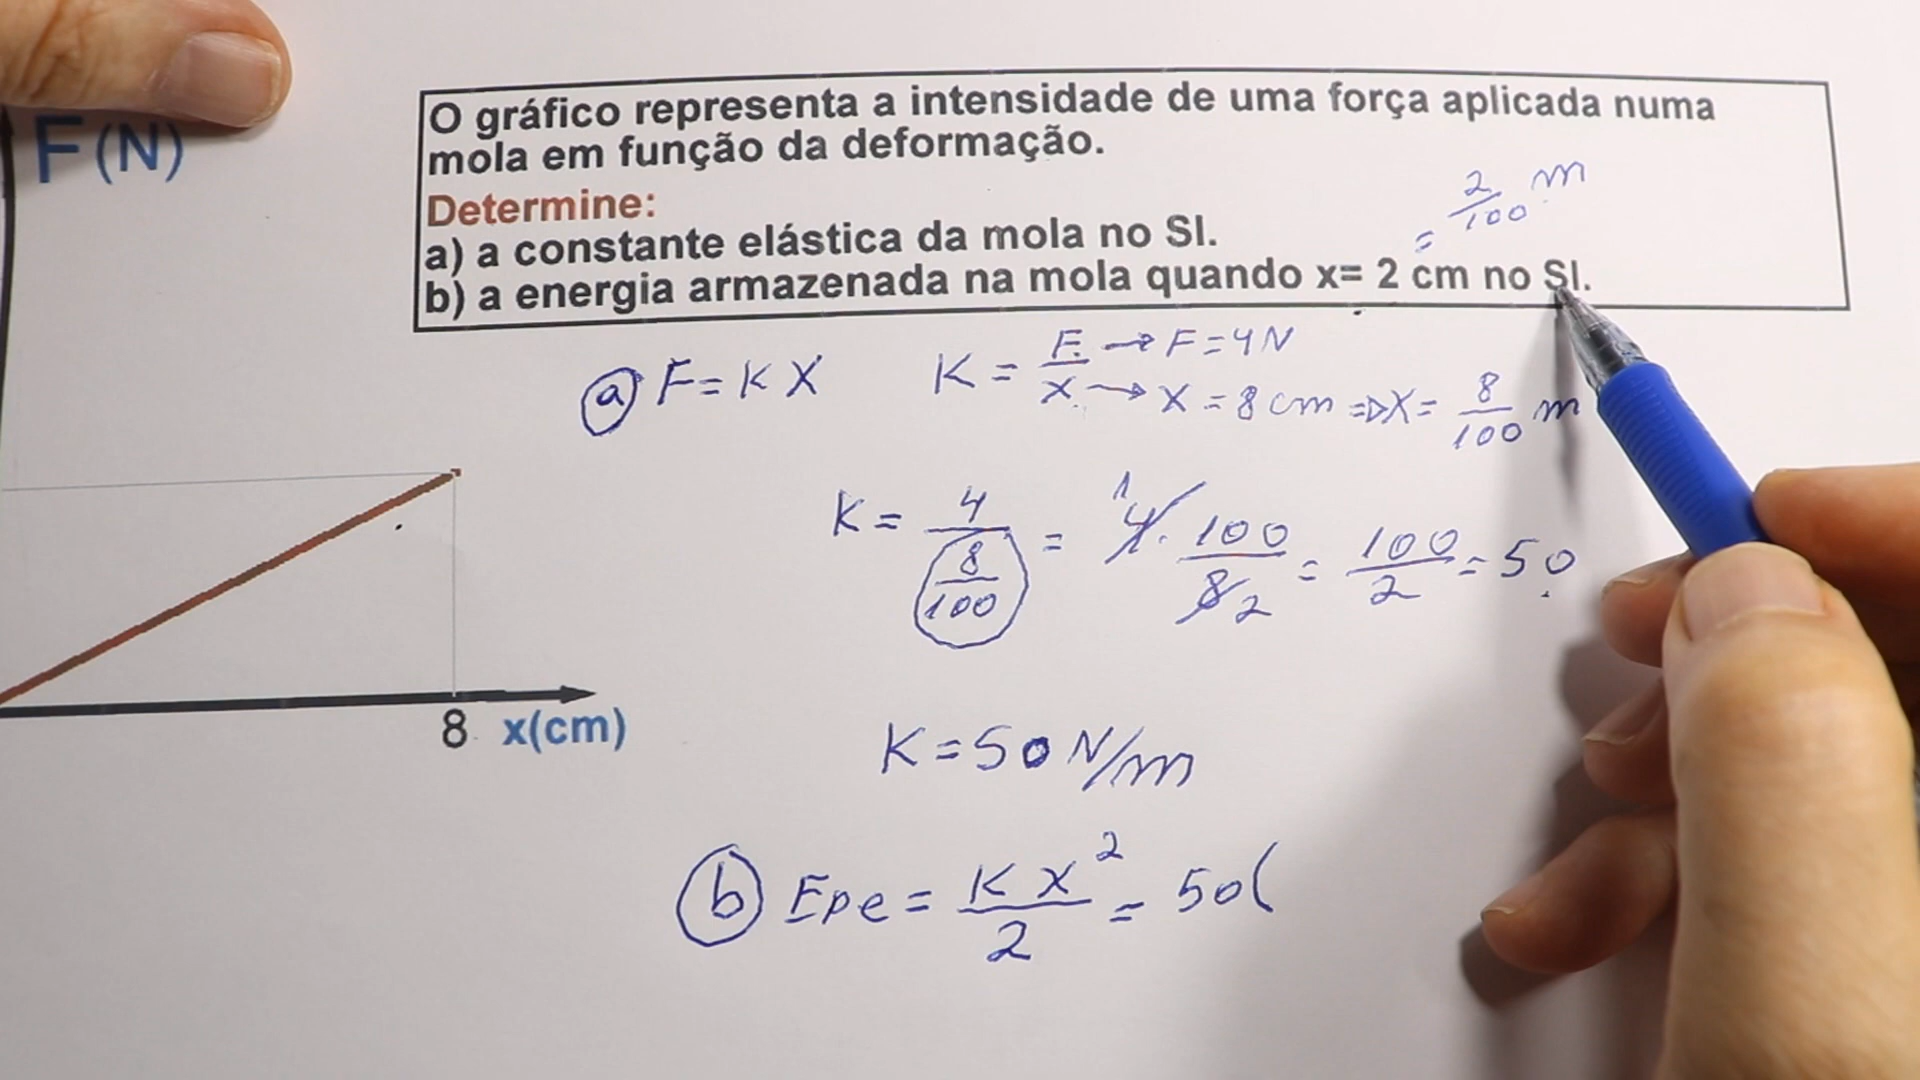 F(N)
O gráfico representa a intensidade de uma força aplicada numa
mola em função da deformação.
Determine:
a) a constante elástica da mola no SI.
= 2/100 m
b) a energia armazenada na mola quando x= 2 cm no SI.
a) F = K X
K = F/X → F = 4N
→ X = 8 cm ⇒ X = 8/100 m
K = 4/(8/100) = 1 4 . 100/8 2 = 100/2 = 50
8 x(cm)
K = 50 N/m
b) Epe = K X²/2 = 50(